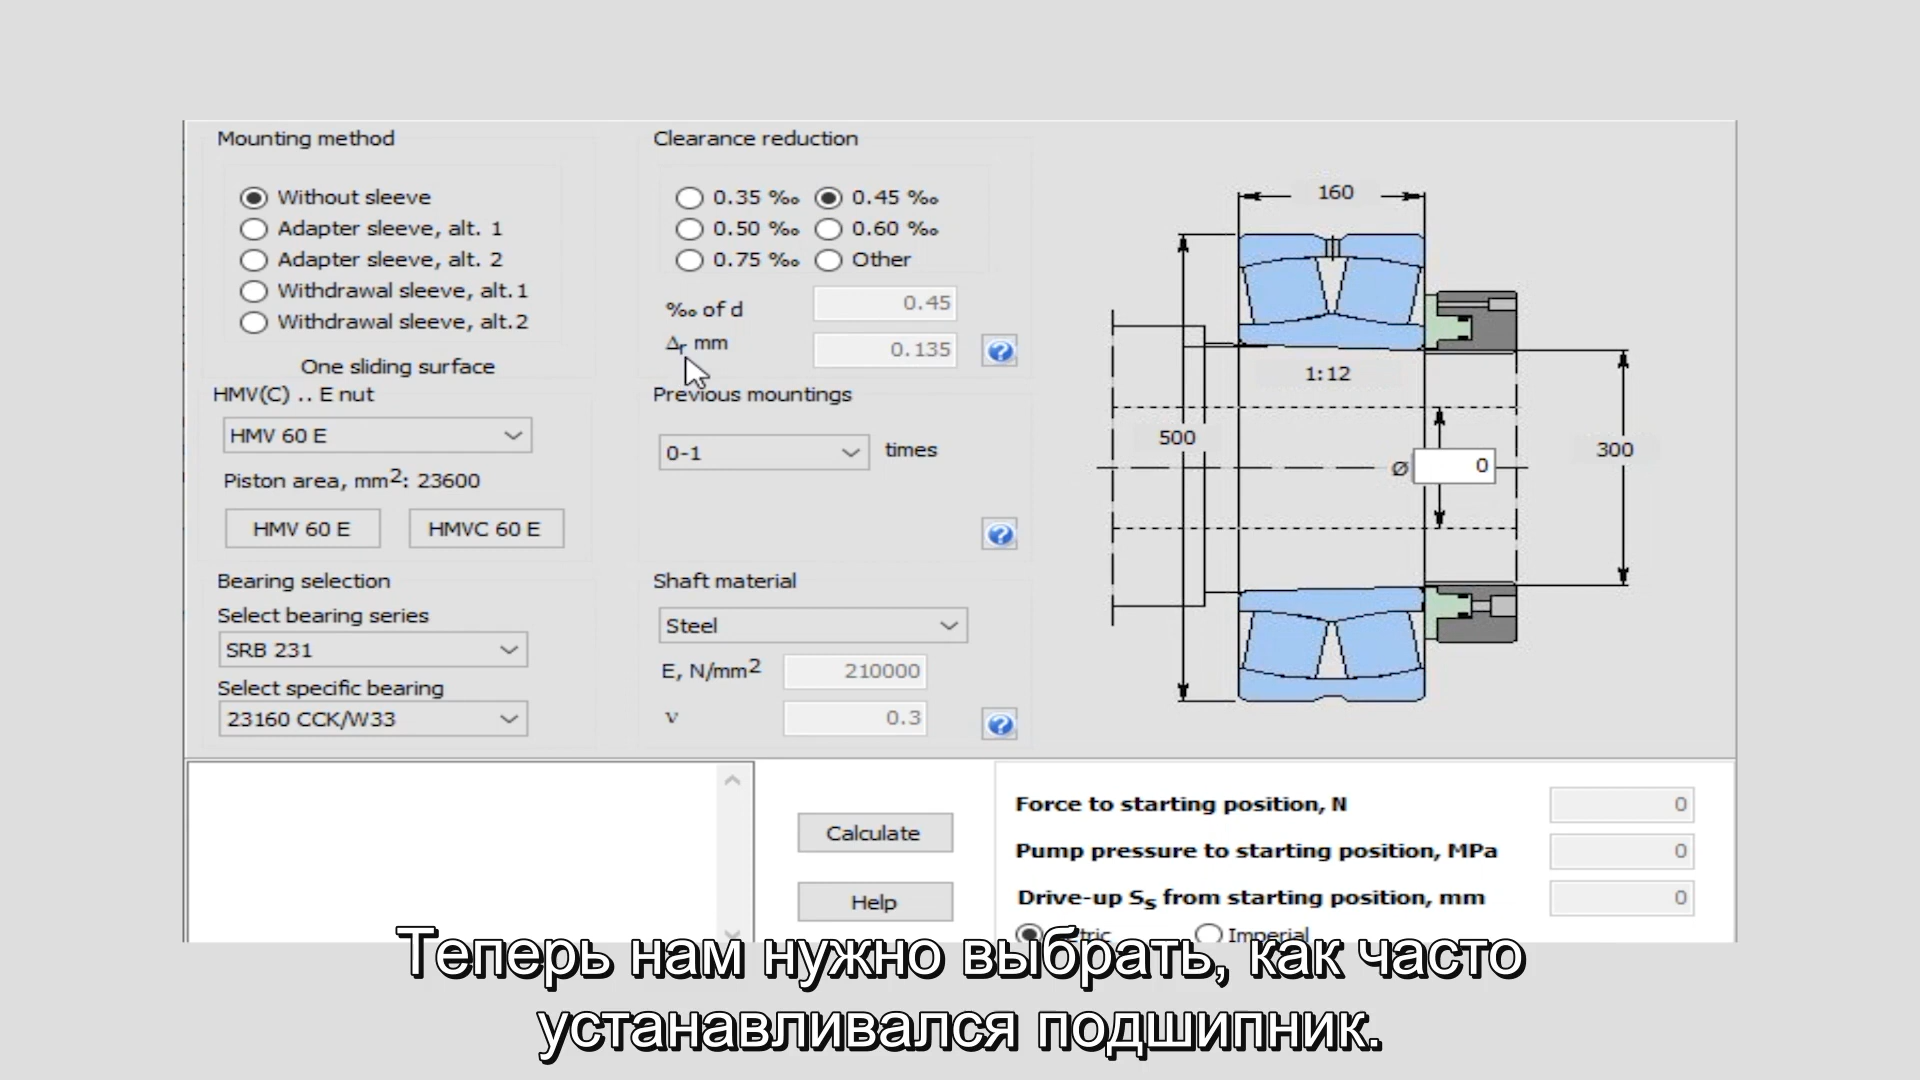 Mounting method
Without sleeve
Adapter sleeve, alt. 1
Adapter sleeve, alt. 2
Withdrawal sleeve, alt.1
Withdrawal sleeve, alt.2
One sliding surface
HMV(C) .. E nut
HMV 60 E
Piston area, mm²: 23600
HMV 60 E HMVC 60 E
Bearing selection
Select bearing series
SRB 231
Select specific bearing
23160 CCK/W33
Clearance reduction
0.35 ‰ 0.45 ‰
0.50 ‰ 0.60 ‰
0.75 ‰ Other
‰ of d 0.45
Δr mm 0.135
Previous mountings
0-1 times
Shaft material
Steel
E, N/mm² 210000
ν 0.3
160
1:12
500
300
Ø 0
Calculate
Help
Force to starting position, N 0
Pump pressure to starting position, MPa 0
Drive-up Ss from starting position, mm 0
Imperial
Теперь нам нужно выбрать, как часто
устанавливался подшипник.